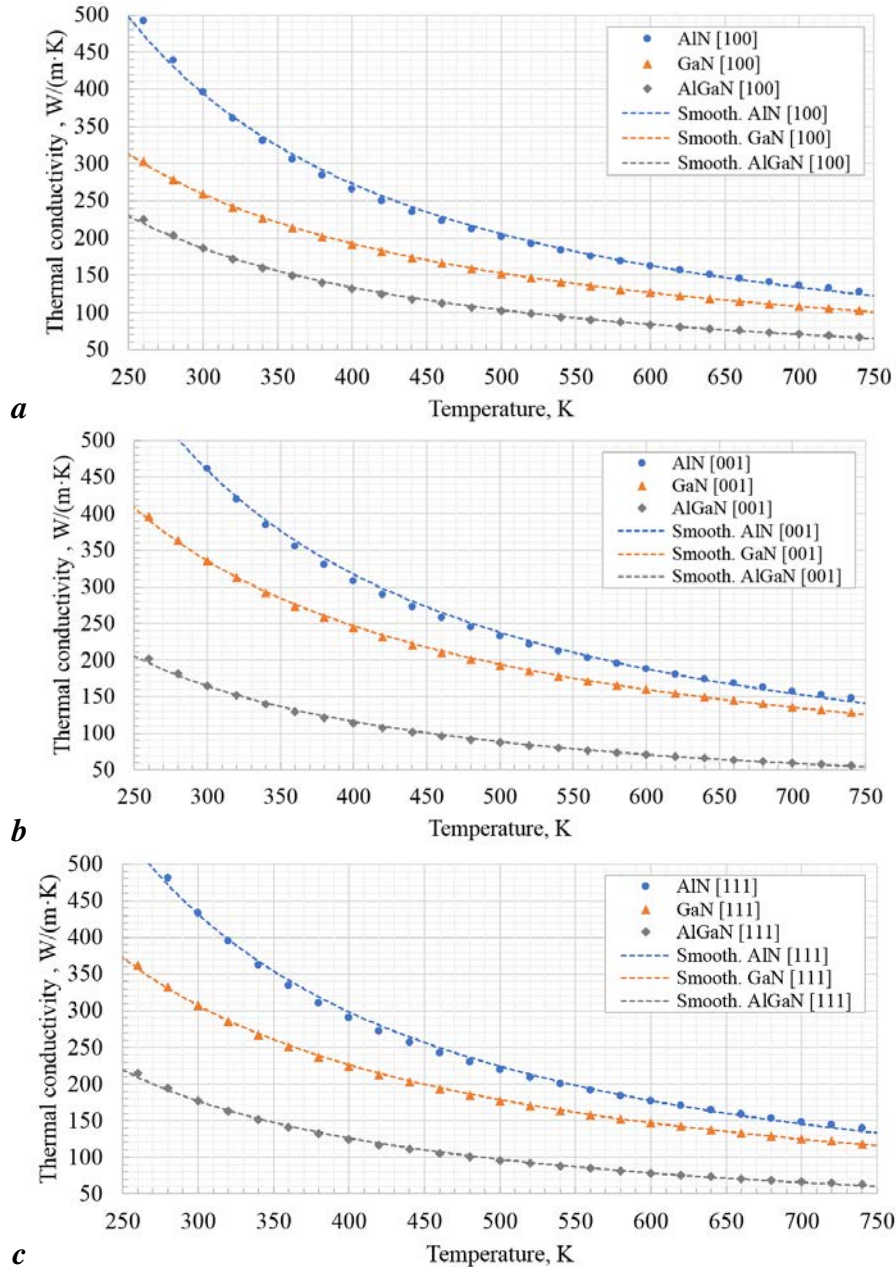 500
450
400
350
300
250
200
150
100
50
Thermal conductivity , W/(m·K)
AlN [100]
GaN [100]
AlGaN [100]
Smooth. AlN [100]
Smooth. GaN [100]
Smooth. AlGaN [100]
250 300 350 400 450 500 550 600 650 700 750
Temperature, K
a
500
450
400
350
300
250
200
150
100
50
Thermal conductivity , W/(m·K)
AlN [001]
GaN [001]
AlGaN [001]
Smooth. AlN [001]
Smooth. GaN [001]
Smooth. AlGaN [001]
250 300 350 400 450 500 550 600 650 700 750
Temperature, K
b
500
450
400
350
300
250
200
150
100
50
Thermal conductivity , W/(m·K)
AlN [111]
GaN [111]
AlGaN [111]
Smooth. AlN [111]
Smooth. GaN [111]
Smooth. AlGaN [111]
250 300 350 400 450 500 550 600 650 700 750
Temperature, K
c